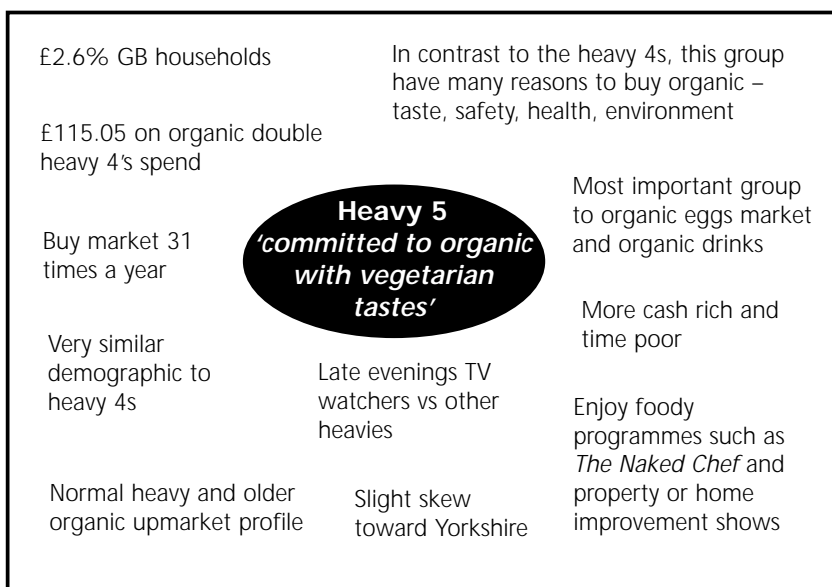 £2.6% GB households
In contrast to the heavy 4s, this group
have many reasons to buy organic –
taste, safety, health, environment
£115.05 on organic double
heavy 4's spend
Most important group
to organic eggs market
and organic drinks
Heavy 5
‘committed to organic
with vegetarian
tastes’
Buy market 31
times a year
More cash rich and
time poor
Very similar
demographic to
heavy 4s
Late evenings TV
watchers vs other
heavies
Enjoy foody
programmes such as
The Naked Chef and
property or home
improvement shows
Normal heavy and older
organic upmarket profile
Slight skew
toward Yorkshire